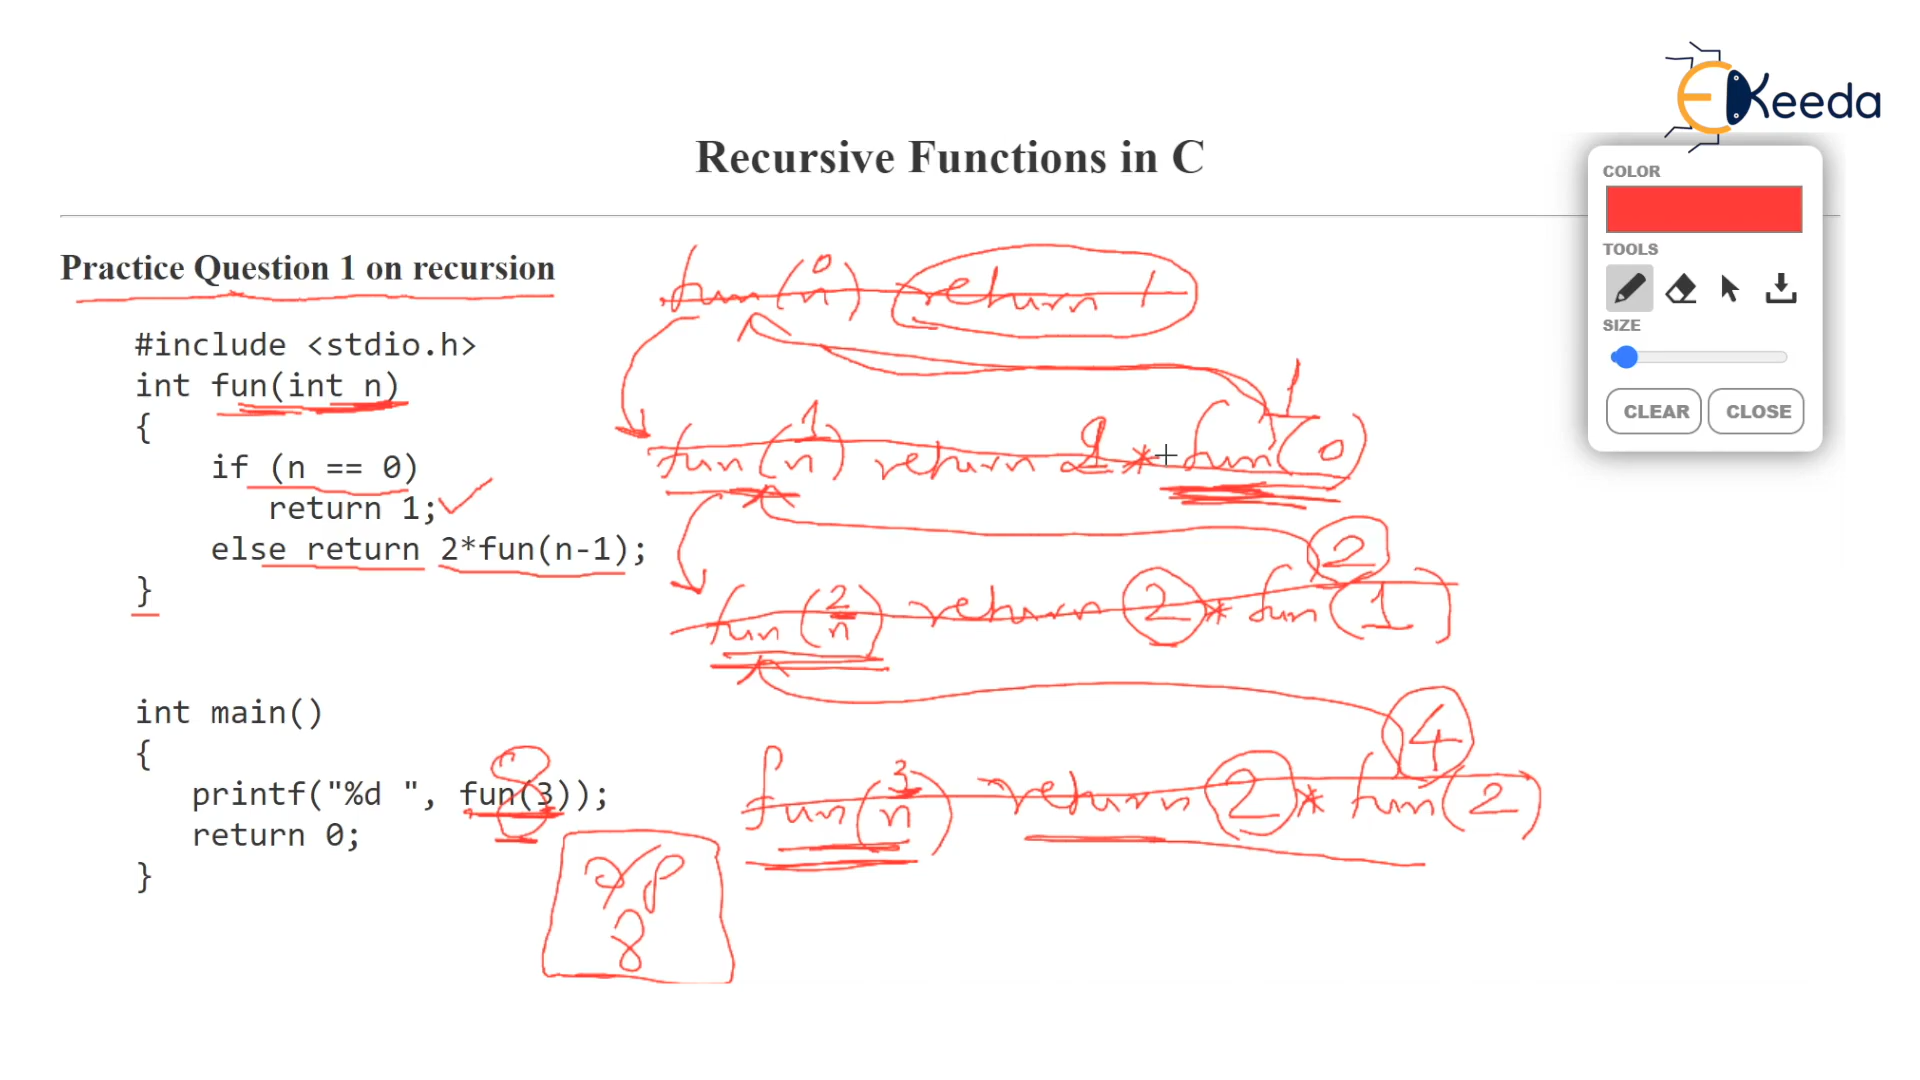 EKeeda
Recursive Functions in C
COLOR
TOOLS
SIZE
CLEAR CLOSE
Practice Question 1 on recursion
#include <stdio.h>
int fun(int n)
{
if (n == 0)
return 1;
else return 2*fun(n-1);
}
int main()
{
printf("%d ", fun(3));
return 0;
}
8
0
fun(n) return 1
1 1
fun(n) return 2 * fun(0)
2 2
fun(n) return 2 * fun(1)
3 4
fun(n) return 2 * fun(2)
o/p
8